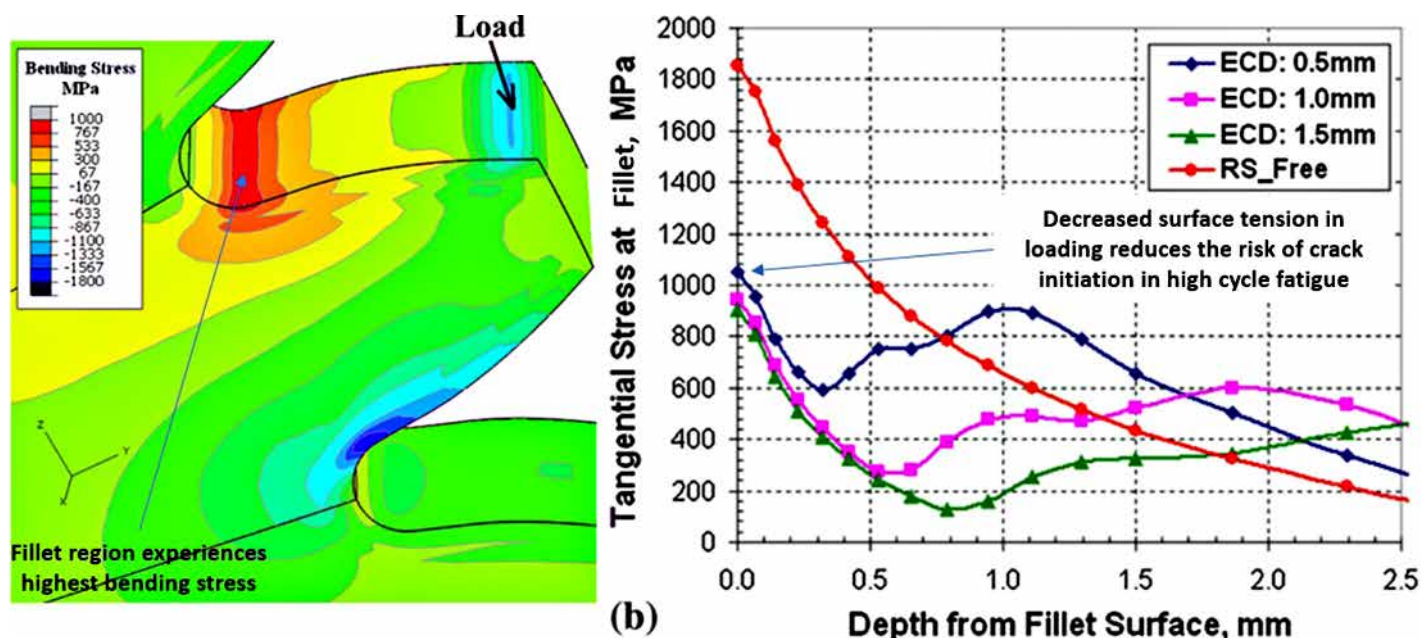 Load
Bending Stress
MPa
1000
767
533
300
67
-167
-400
-633
-867
-1100
-1333
-1567
-1800
Z
Y
X
Fillet region experiences
highest bending stress
(b)
Tangential Stress at Fillet, MPa
2000
1800
1600
1400
1200
1000
800
600
400
200
0
ECD: 0.5mm
ECD: 1.0mm
ECD: 1.5mm
RS_Free
Decreased surface tension in
loading reduces the risk of crack
initiation in high cycle fatigue
0.0 0.5 1.0 1.5 2.0 2.5
Depth from Fillet Surface, mm